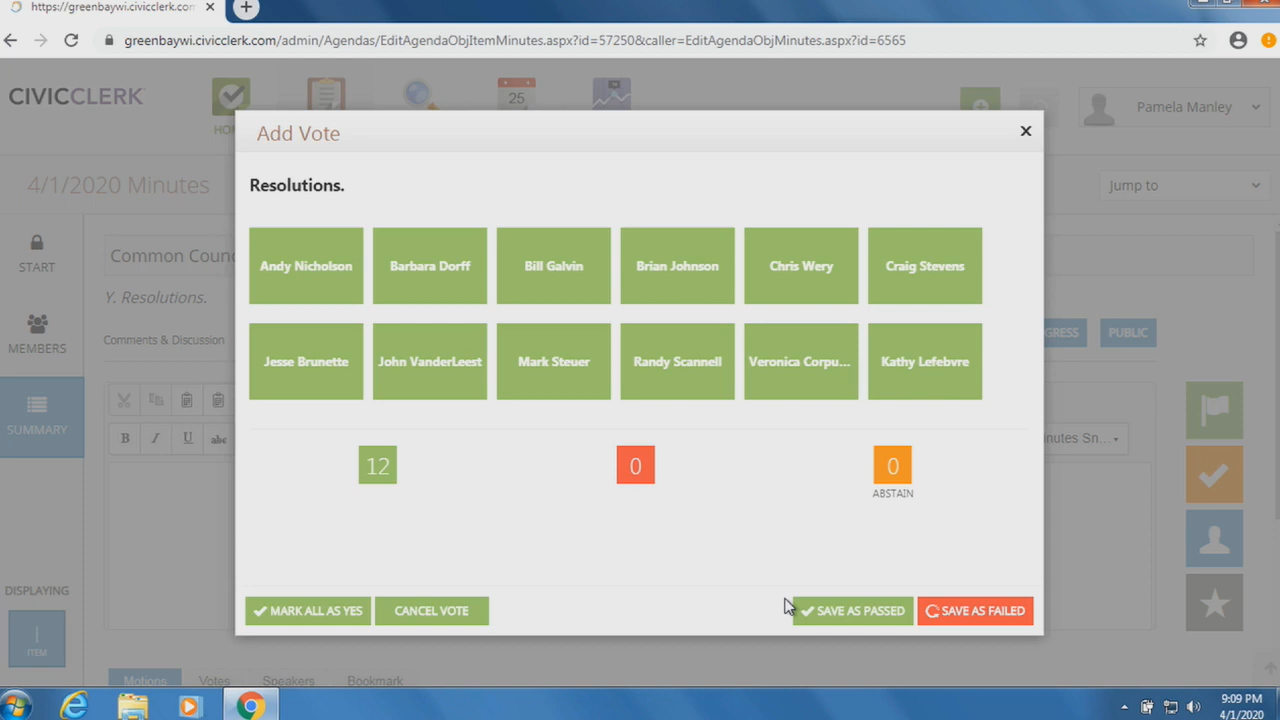 https://greenbaywi.civicclerk.com
greenbaywi.civicclerk.com/admin/Agendas/EditAgendaObjItemMinutes.aspx?id=57250&caller=EditAgendaObjMinutes.aspx?id=6565
CIVICCLERK
25
Pamela Manley
Add Vote
4/1/2020 Minutes
Jump to
Resolutions.
START
Common
Andy Nicholson
Barbara Dorff
Bill Galvin
Brian Johnson
Chris Wery
Craig Stevens
Y. Resolutions.
MEMBERS
Comments & Discussion
PUBLIC
Jesse Brunette
John VanderLeest
Mark Steuer
Randy Scannell
Veronica Corpu...
Kathy Lefebvre
SUMMARY
B I U abc
12
0
0
ABSTAIN
DISPLAYING
ITEM
MARK ALL AS YES
CANCEL VOTE
SAVE AS PASSED
SAVE AS FAILED
Motions
Votes
Speakers
Bookmark
9:09 PM
4/1/2020